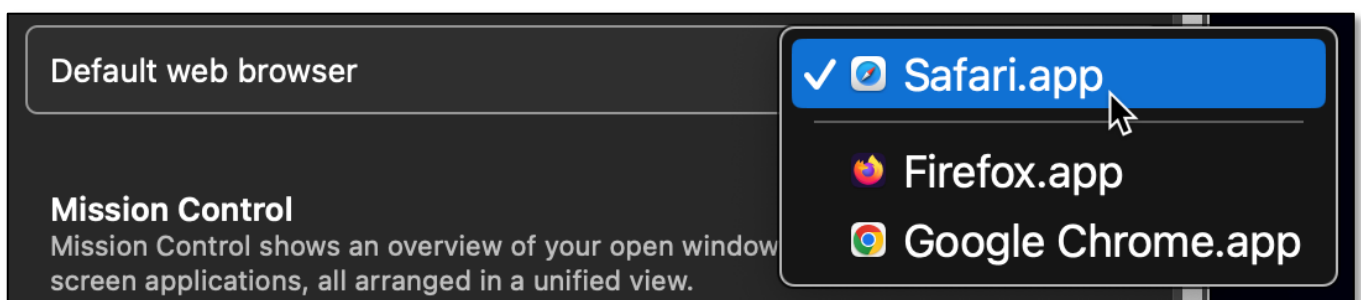 Default web browser
Safari.app
Firefox.app
Google Chrome.app
Mission Control
Mission Control shows an overview of your open window
screen applications, all arranged in a unified view.